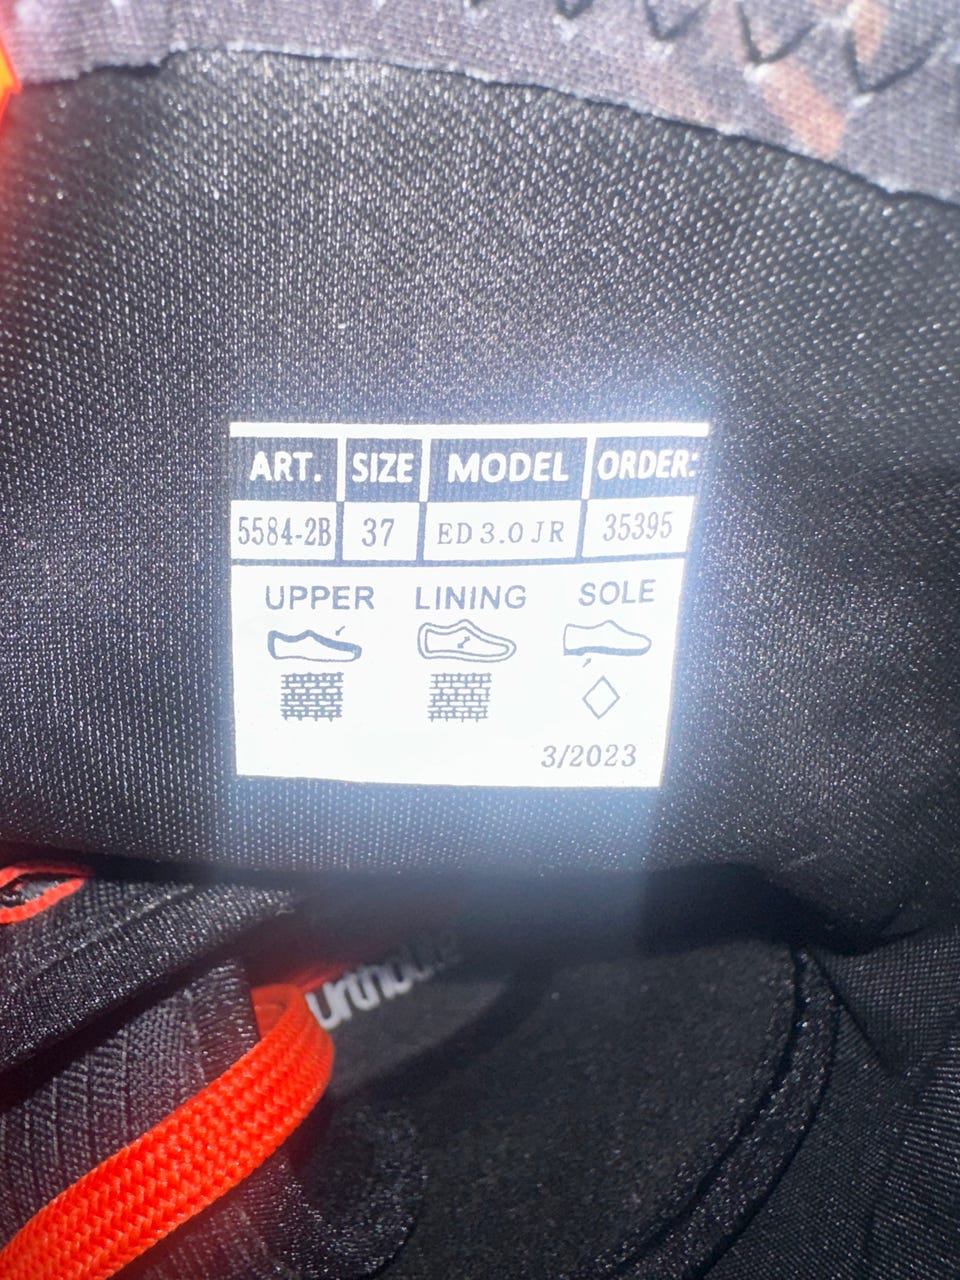 ART. SIZE MODEL ORDER:
5584-2B 37 ED 3.0 JR 35395
UPPER LINING SOLE
3/2023